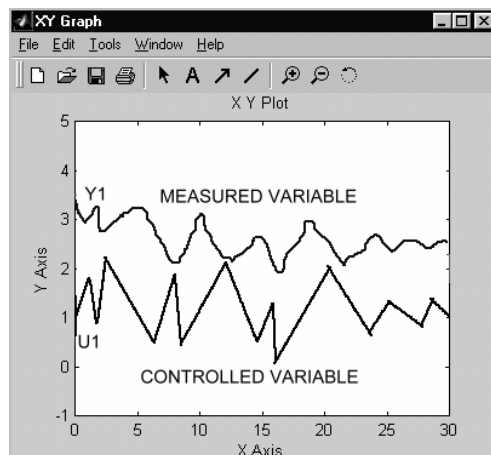 XY Graph
File Edit Tools Window Help
X Y Plot
5
4
3
2
1
0
-1
Y Axis
Y1
MEASURED VARIABLE
U1
CONTROLLED VARIABLE
0 5 10 15 20 25 30
X Axis